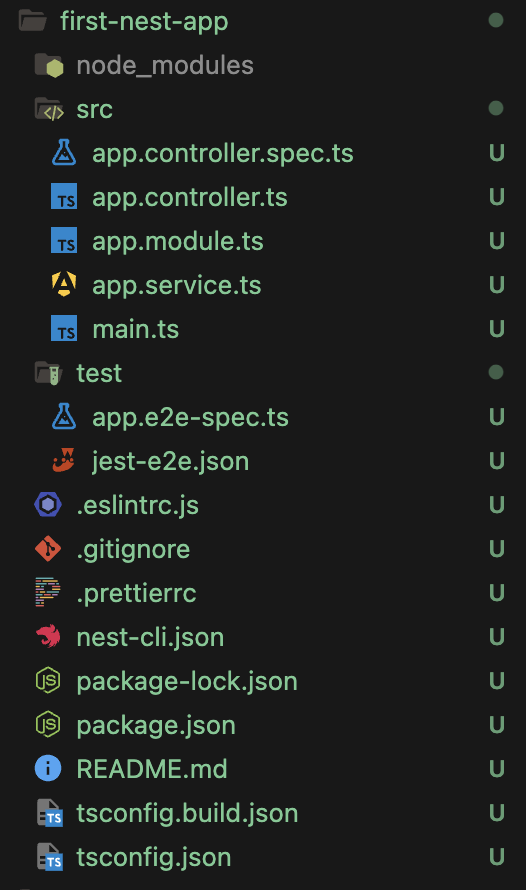 first-nest-app
node_modules
src
app.controller.spec.ts U
app.controller.ts U
app.module.ts U
app.service.ts U
main.ts U
test
app.e2e-spec.ts U
jest-e2e.json U
.eslintrc.js U
.gitignore U
.prettierrc U
nest-cli.json U
package-lock.json U
package.json U
README.md U
tsconfig.build.json U
tsconfig.json U